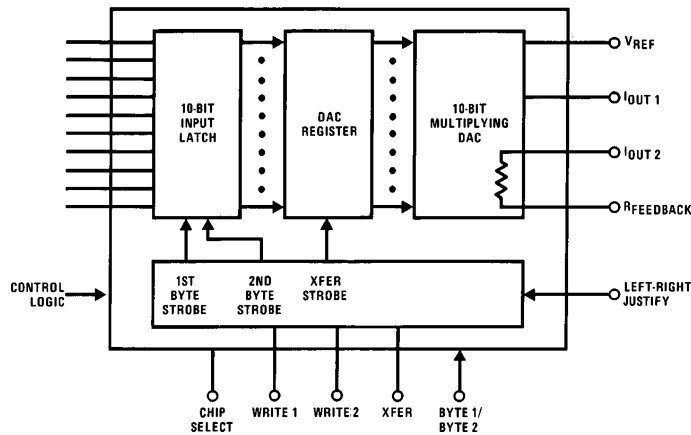 10-BIT
INPUT
LATCH
DAC
REGISTER
10-BIT
MULTIPLYING
DAC
VREF
IOUT 1
IOUT 2
RFEEDBACK
CONTROL
LOGIC
1ST
BYTE
STROBE
2ND
BYTE
STROBE
XFER
STROBE
LEFT-RIGHT
JUSTIFY
CHIP
SELECT
WRITE 1
WRITE 2
XFER
BYTE 1/
BYTE 2